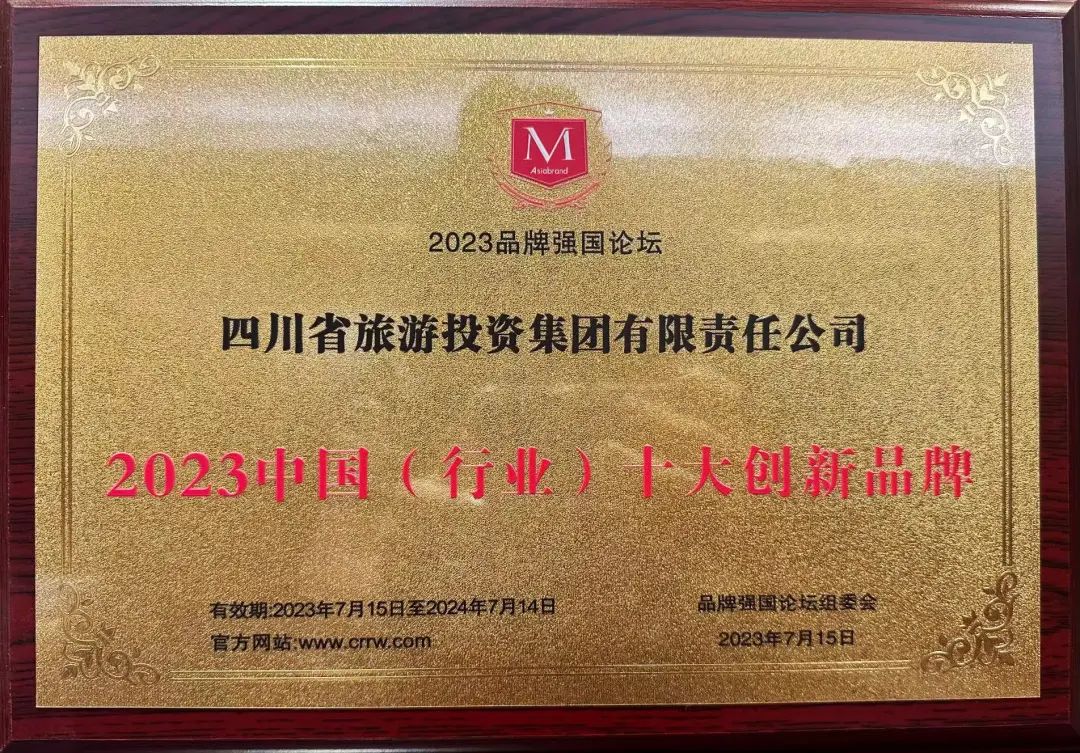 M
Asiabrand
2023品牌强国论坛
四川省旅游投资集团有限责任公司
2023中国（行业）十大创新品牌
有效期:2023年7月15日至2024年7月14日
官方网站:www.crrw.com
品牌强国论坛组委会
2023年7月15日